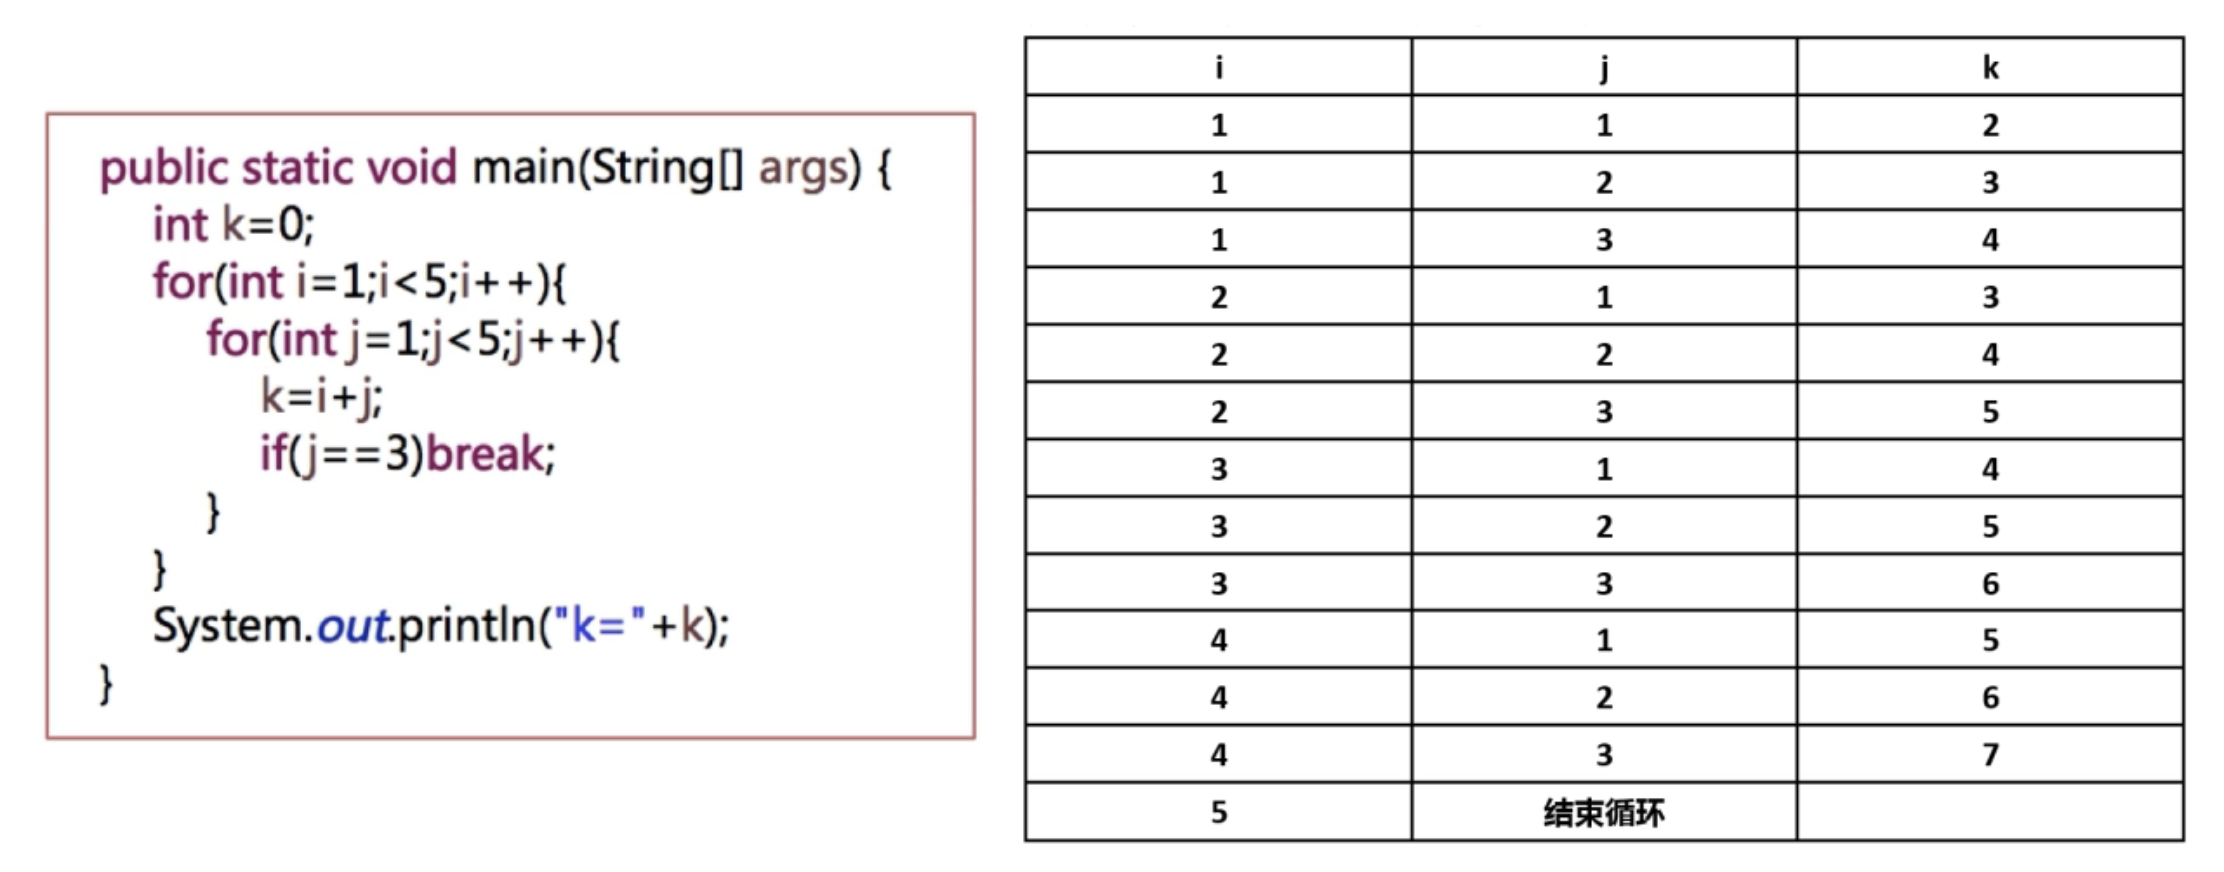 public static void main(String[] args) {
int k=0;
for(int i=1;i<5;i++){
for(int j=1;j<5;j++){
k=i+j;
if(j==3)break;
}
}
System.out.println("k="+k);
}
i j k
1 1 2
1 2 3
1 3 4
2 1 3
2 2 4
2 3 5
3 1 4
3 2 5
3 3 6
4 1 5
4 2 6
4 3 7
5 结束循环